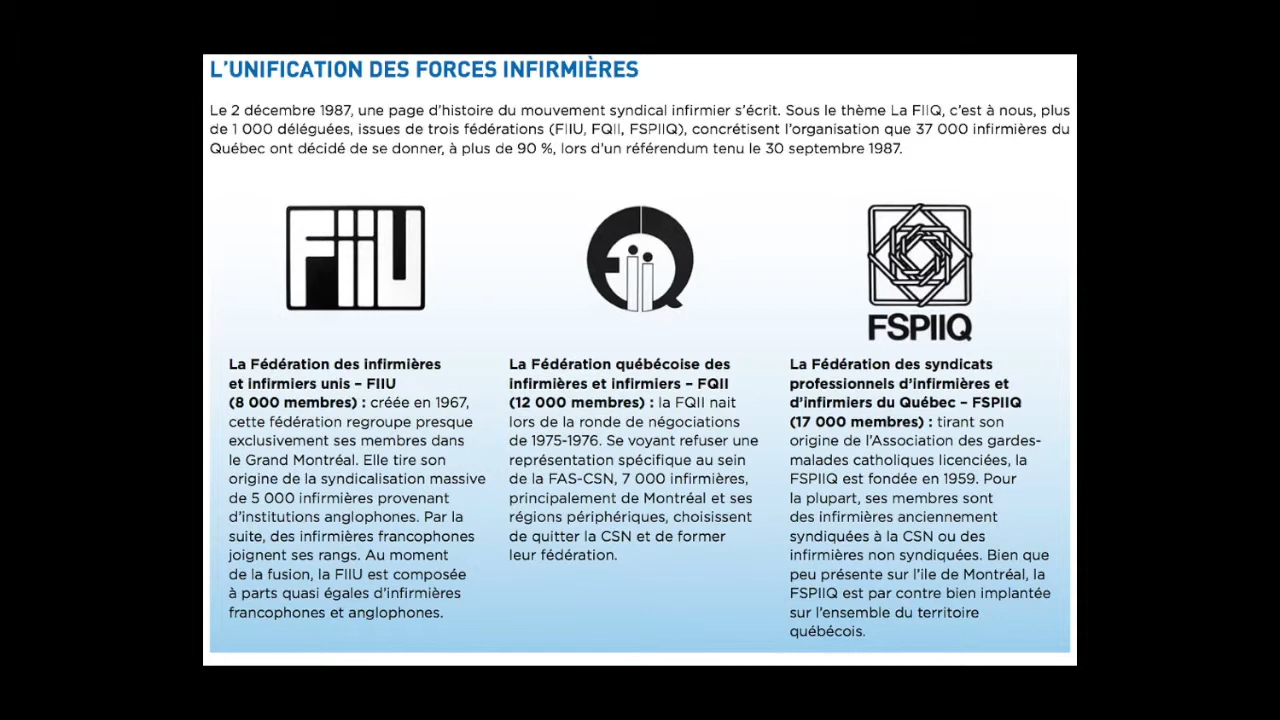 L'UNIFICATION DES FORCES INFIRMIÈRES
Le 2 décembre 1987, une page d'histoire du mouvement syndical infirmier s'écrit. Sous le thème La FIIQ, c'est à nous, plus
de 1 000 déléguées, issues de trois fédérations (FIIU, FQII, FSPIIQ), concrétisent l'organisation que 37 000 infirmières du
Québec ont décidé de se donner, à plus de 90 %, lors d'un référendum tenu le 30 septembre 1987.
FiiU
La Fédération des infirmières
et infirmiers unis – FIIU
(8 000 membres) : créée en 1967,
cette fédération regroupe presque
exclusivement ses membres dans
le Grand Montréal. Elle tire son
origine de la syndicalisation massive
de 5 000 infirmières provenant
d'institutions anglophones. Par la
suite, des infirmières francophones
joignent ses rangs. Au moment
de la fusion, la FIIU est composée
à parts quasi égales d'infirmières
francophones et anglophones.
FiiQ
La Fédération québécoise des
infirmières et infirmiers – FQII
(12 000 membres) : la FQII nait
lors de la ronde de négociations
de 1975-1976. Se voyant refuser une
représentation spécifique au sein
de la FAS-CSN, 7 000 infirmières,
principalement de Montréal et ses
régions périphériques, choisissent
de quitter la CSN et de former
leur fédération.
FSPIIQ
La Fédération des syndicats
professionnels d'infirmières et
d'infirmiers du Québec – FSPIIQ
(17 000 membres) : tirant son
origine de l'Association des gardes-
malades catholiques licenciées, la
FSPIIQ est fondée en 1959. Pour
la plupart, ses membres sont
des infirmières anciennement
syndiquées à la CSN ou des
infirmières non syndiquées. Bien que
peu présente sur l'ile de Montréal, la
FSPIIQ est par contre bien implantée
sur l'ensemble du territoire
québécois.